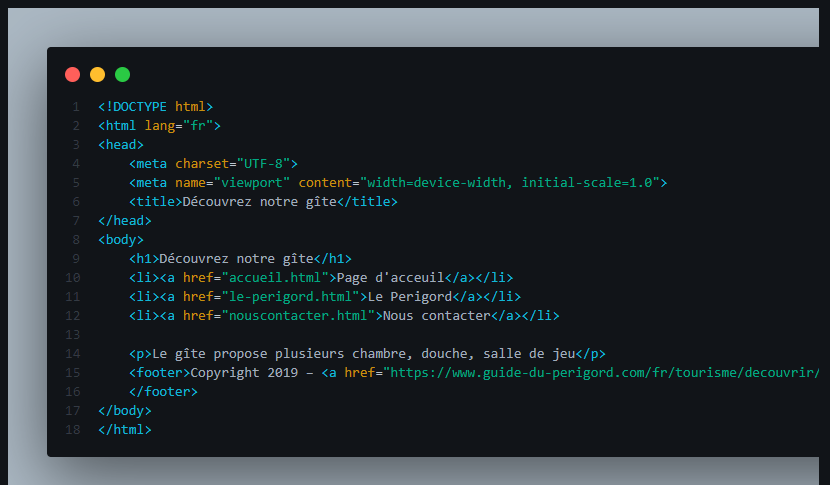 1 <!DOCTYPE html>
2 <html lang="fr">
3 <head>
4     <meta charset="UTF-8">
5     <meta name="viewport" content="width=device-width, initial-scale=1.0">
6     <title>Découvrez notre gîte</title>
7 </head>
8 <body>
9     <h1>Découvrez notre gîte</h1>
10     <li><a href="accueil.html">Page d'acceuil</a></li>
11     <li><a href="le-perigord.html">Le Perigord</a></li>
12     <li><a href="nouscontacter.html">Nous contacter</a></li>
13
14     <p>Le gîte propose plusieurs chambre, douche, salle de jeu</p>
15     <footer>Copyright 2019 – <a href="https://www.guide-du-perigord.com/fr/tourisme/decouvrir/
16     </footer>
17 </body>
18 </html>